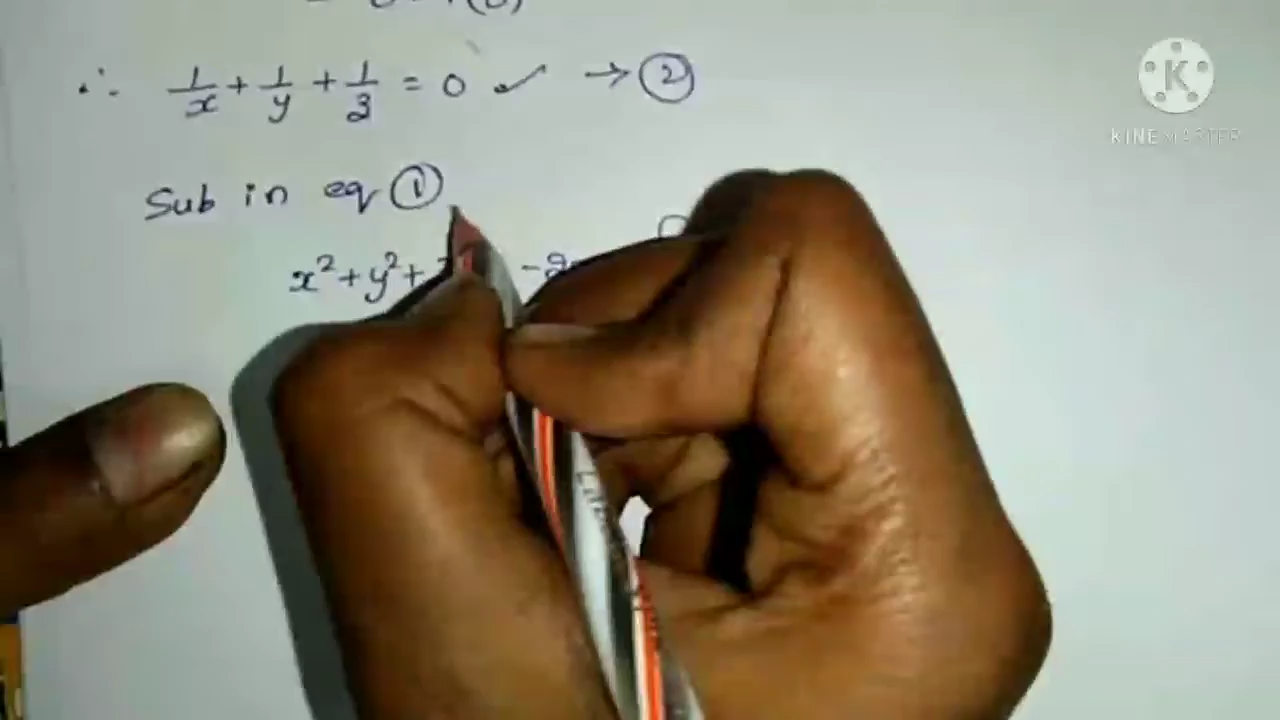 ∴ 1/x + 1/y + 1/z = 0 ✓ → ②
Sub in eq ①,
x² + y² +
K
KINEMASTER